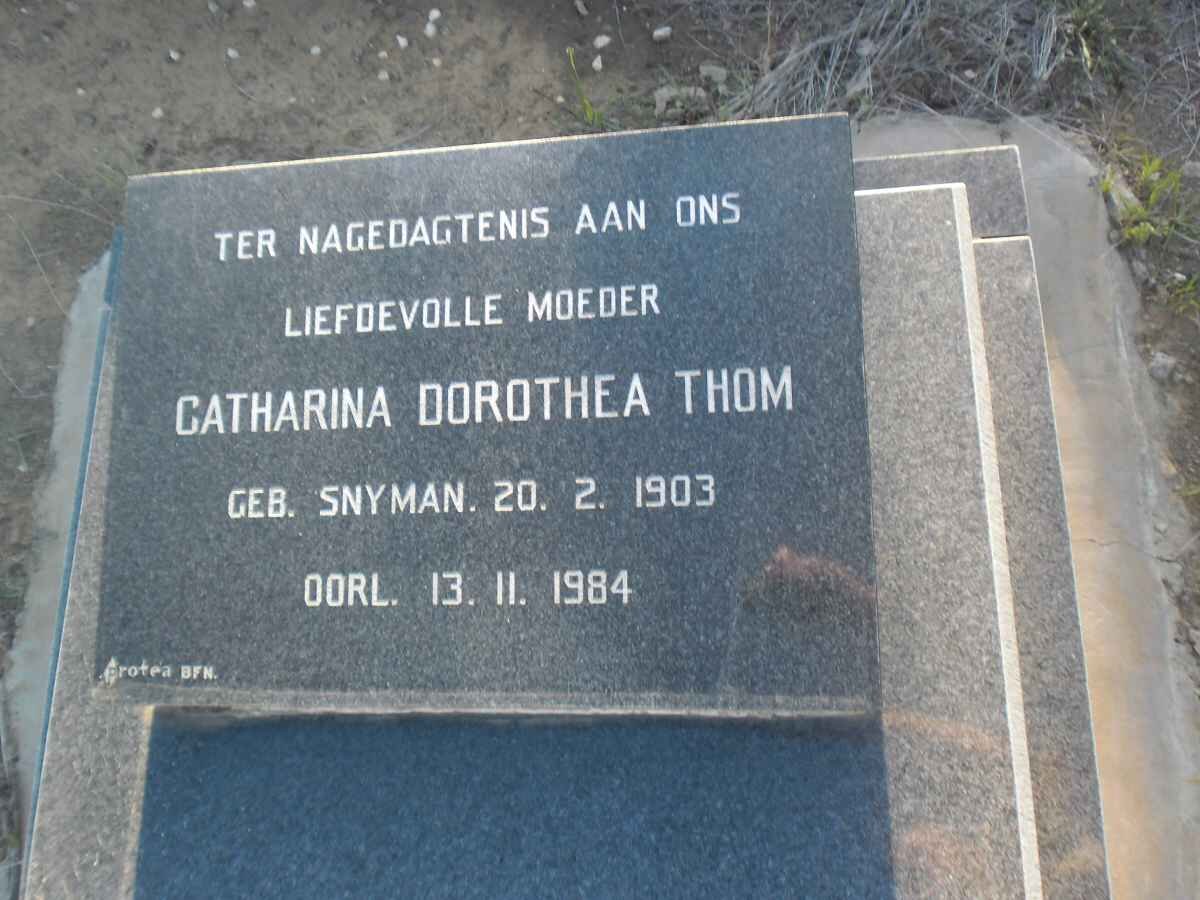 TER NAGEDAGTENIS AAN ONS
LIEFDEVOLLE MOEDER
CATHARINA DOROTHEA THOM
GEB. SNYMAN. 20. 2. 1903
OORL. 13. 11. 1984
Protea BFN.